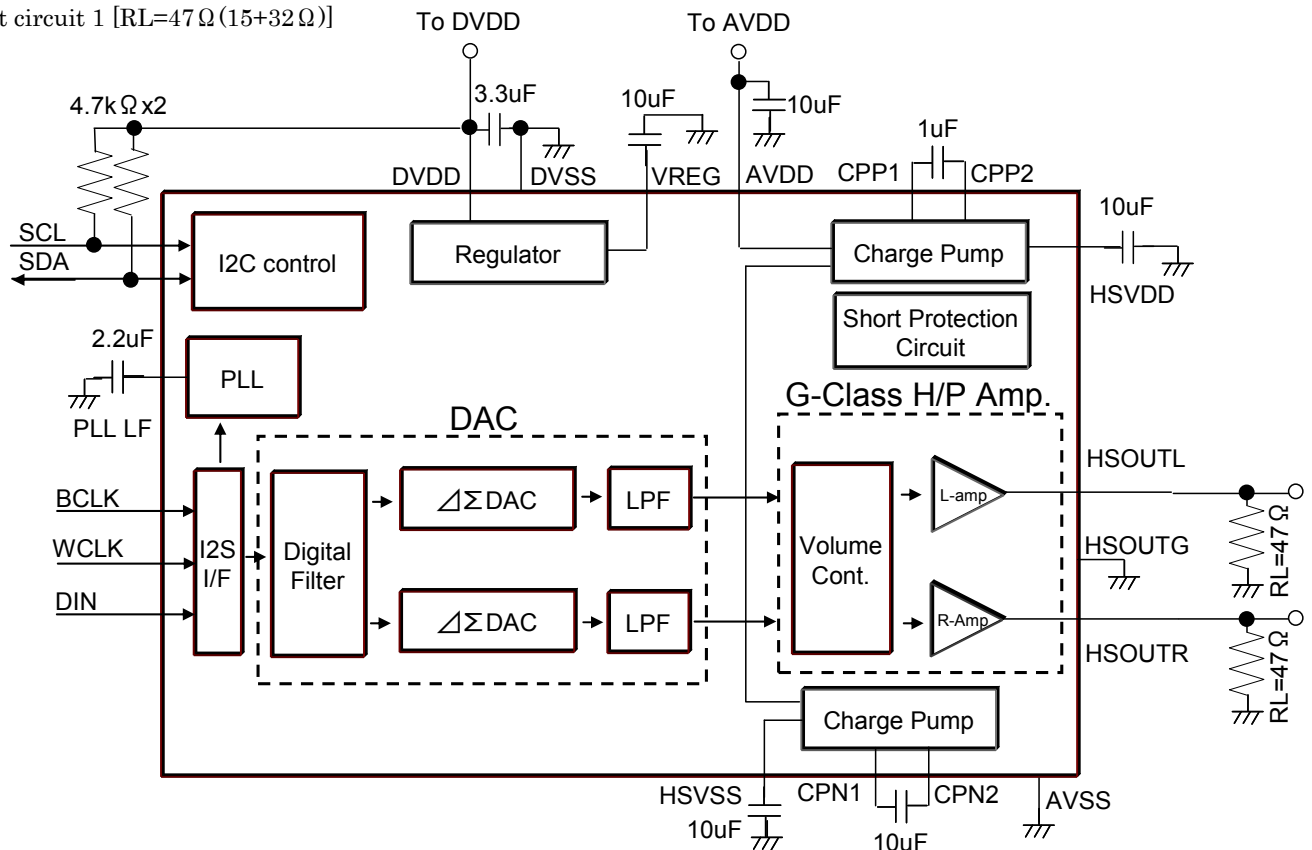 t circuit 1 [RL=47Ω(15+32Ω)]
To DVDD
To AVDD
4.7kΩx2
3.3uF
10uF
10uF
1uF
DVDD
DVSS
VREG
AVDD
CPP1
CPP2
10uF
SCL
SDA
I2C control
Regulator
Charge Pump
HSVDD
Short Protection
Circuit
2.2uF
PLL
PLL LF
DAC
G-Class H/P Amp.
BCLK
WCLK
DIN
I2S
I/F
Digital
Filter
⊿ΣDAC
LPF
⊿ΣDAC
LPF
Volume
Cont.
L-amp
R-Amp
HSOUTL
HSOUTG
HSOUTR
RL=47Ω
RL=47Ω
Charge Pump
HSVSS
10uF
CPN1
CPN2
10uF
AVSS